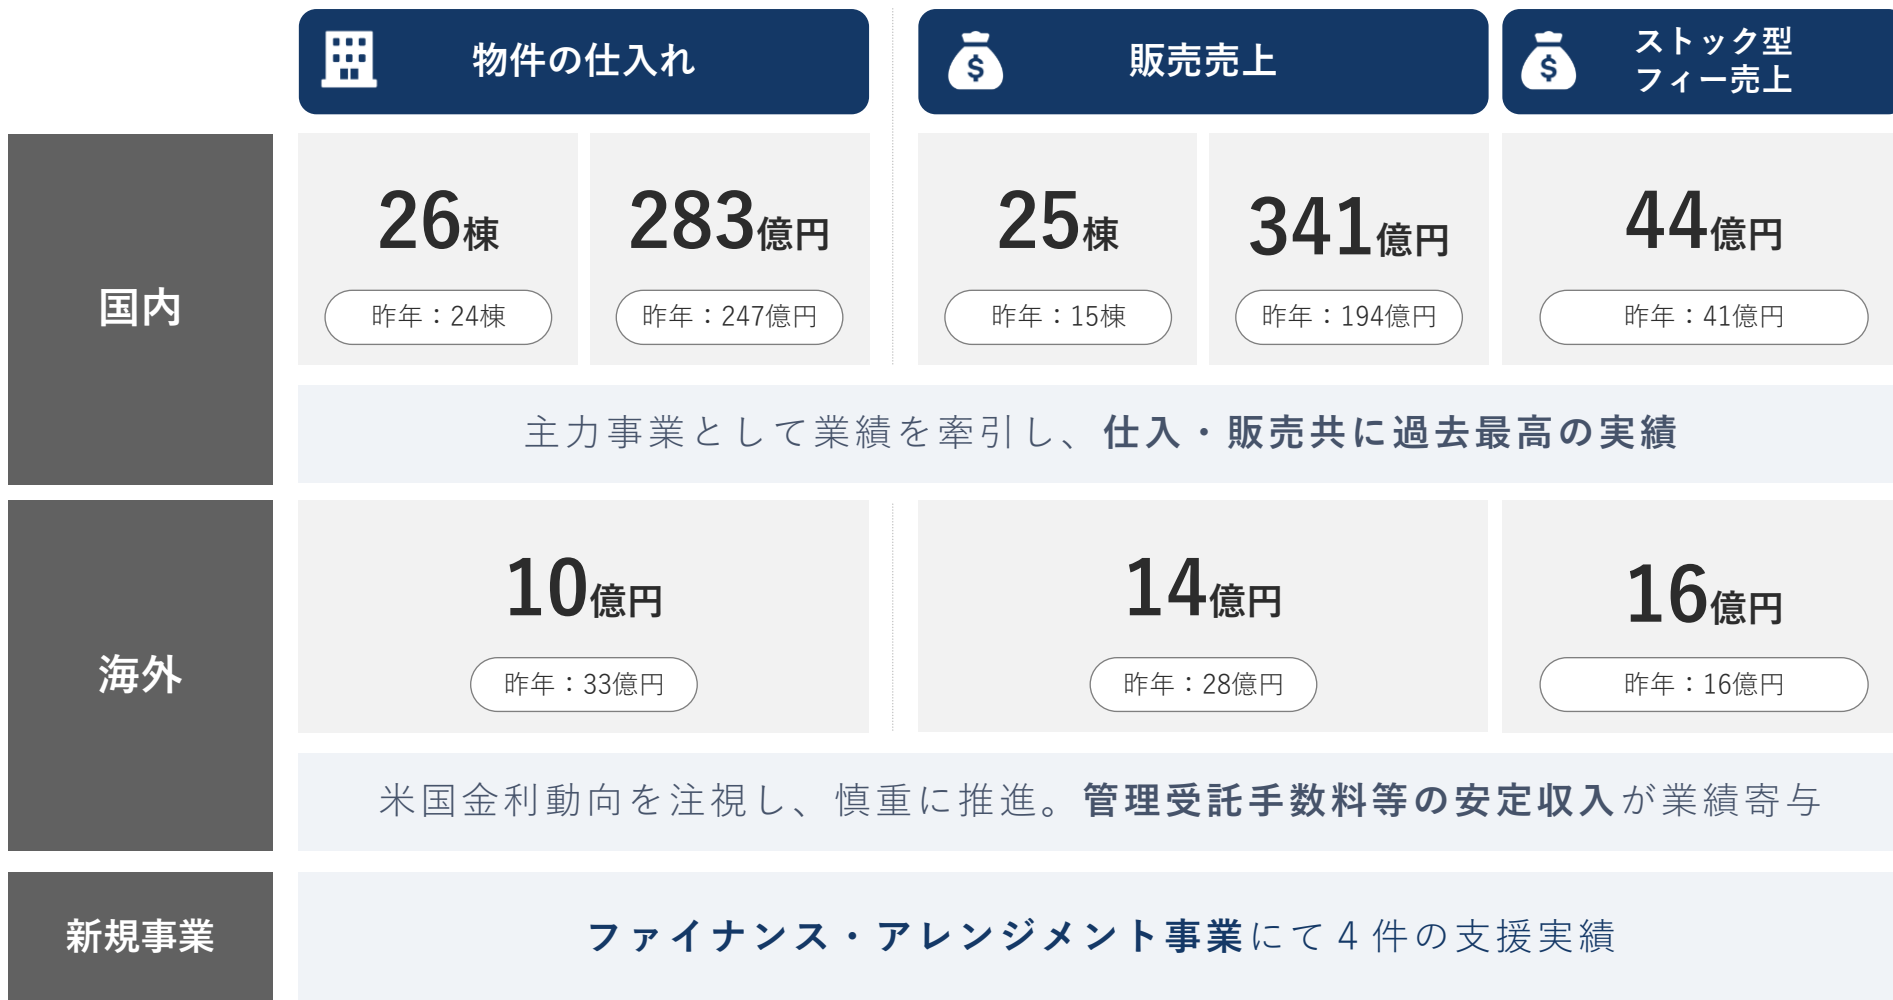 物件の仕入れ
販売売上
ストック型
フィー売上
国内
26棟
昨年：24棟
283億円
昨年：247億円
25棟
昨年：15棟
341億円
昨年：194億円
44億円
昨年：41億円
主力事業として業績を牽引し、仕入・販売共に過去最高の実績
海外
10億円
昨年：33億円
14億円
昨年：28億円
16億円
昨年：16億円
米国金利動向を注視し、慎重に推進。管理受託手数料等の安定収入が業績寄与
新規事業
ファイナンス・アレンジメント事業にて４件の支援実績